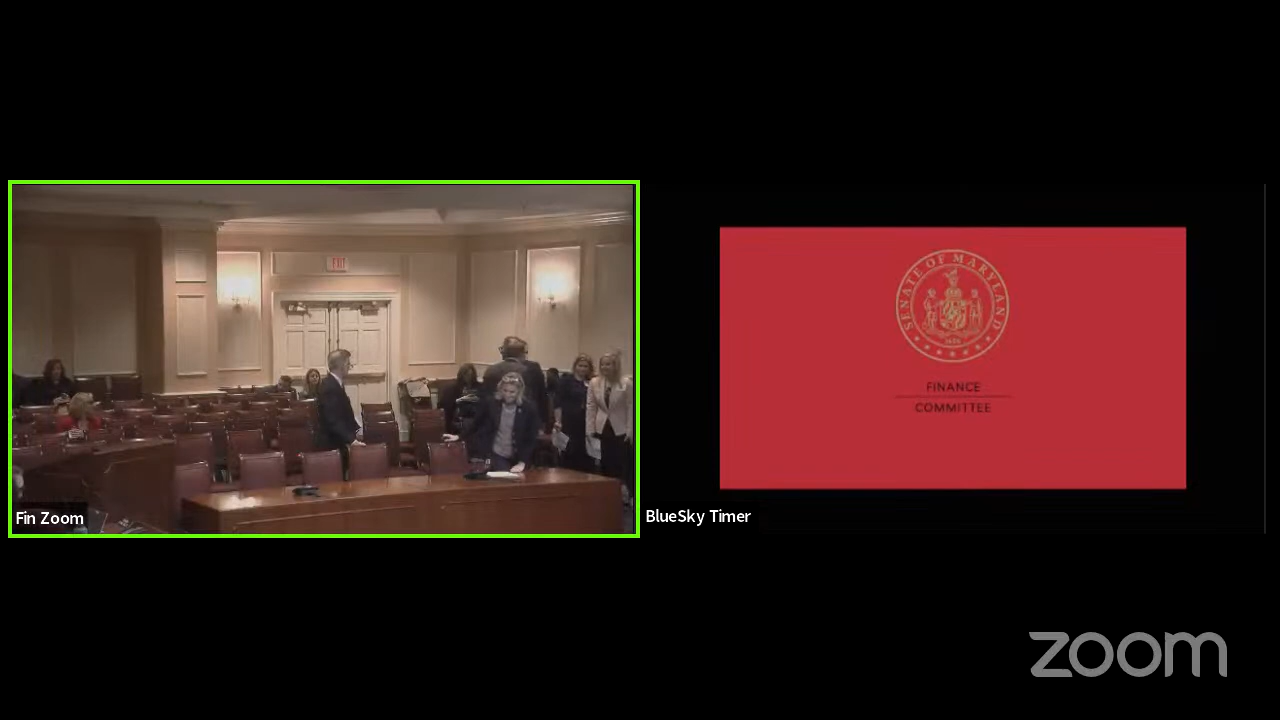 EXIT
SENATE OF MARYLAND
FINANCE
COMMITTEE
Fin Zoom
BlueSky Timer
zoom